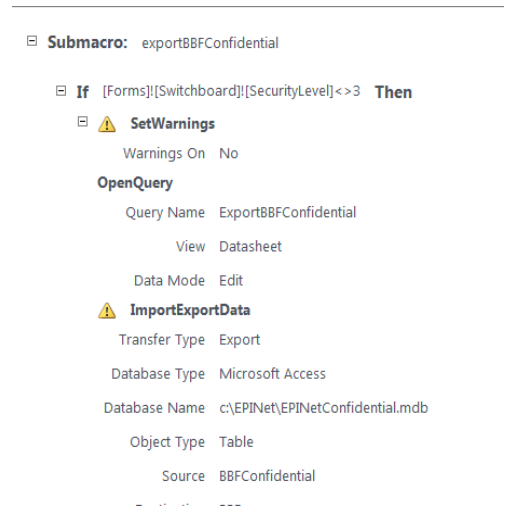 Submacro: exportBBFConfidential
If [Forms]![Switchboard]![SecurityLevel]<>3 Then
SetWarnings
Warnings On No
OpenQuery
Query Name ExportBBFConfidential
View Datasheet
Data Mode Edit
ImportExportData
Transfer Type Export
Database Type Microsoft Access
Database Name c:\EPINet\EPINetConfidential.mdb
Object Type Table
Source BBFConfidential